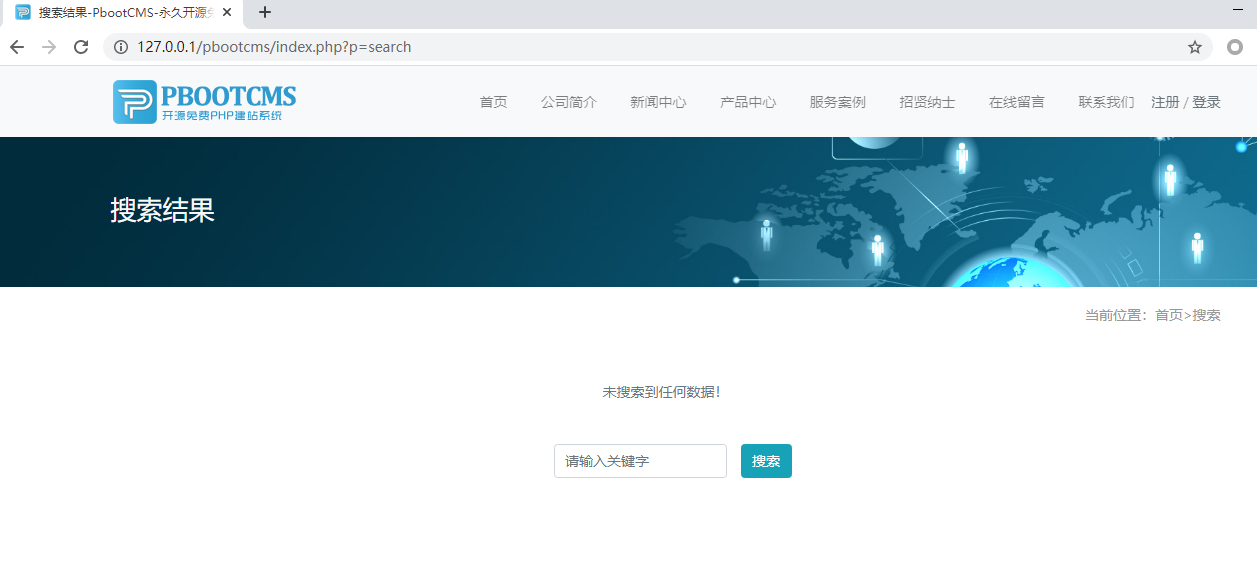 搜索结果-PbootCMS-永久开源
127.0.0.1/pbootcms/index.php?p=search
PBOOTCMS
开源免费PHP建站系统
首页 公司简介 新闻中心 产品中心 服务案例 招贤纳士 在线留言 联系我们 注册 / 登录
搜索结果
当前位置：首页>搜索
未搜索到任何数据！
请输入关键字 搜索